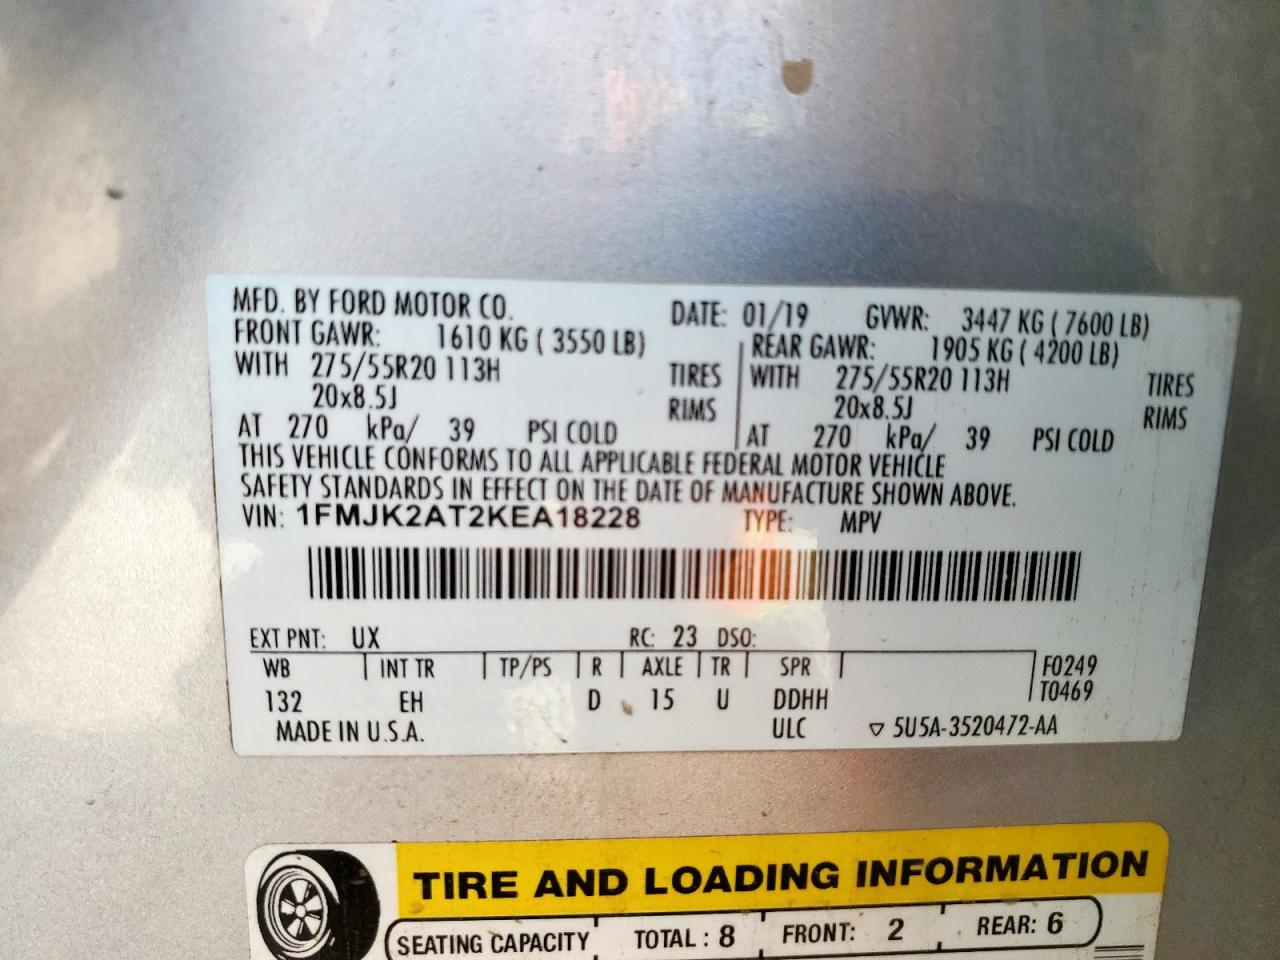 MFD. BY FORD MOTOR CO. DATE: 01/19 GVWR: 3447 KG ( 7600 LB)
FRONT GAWR: 1610 KG ( 3550 LB) REAR GAWR: 1905 KG ( 4200 LB)
WITH 275/55R20 113H TIRES WITH 275/55R20 113H TIRES
20x8.5J RIMS 20x8.5J RIMS
AT 270 kPa/ 39 PSI COLD AT 270 kPa/ 39 PSI COLD
THIS VEHICLE CONFORMS TO ALL APPLICABLE FEDERAL MOTOR VEHICLE
SAFETY STANDARDS IN EFFECT ON THE DATE OF MANUFACTURE SHOWN ABOVE.
VIN: 1FMJK2AT2KEA18228 TYPE: MPV
EXT PNT: UX RC: 23 DSO:
WB INT TR TP/PS R AXLE TR SPR F0249
132 EH D 15 U DDHH T0469
MADE IN U.S.A. ULC ▽ 5U5A-3520472-AA
TIRE AND LOADING INFORMATION
SEATING CAPACITY TOTAL : 8 FRONT: 2 REAR: 6